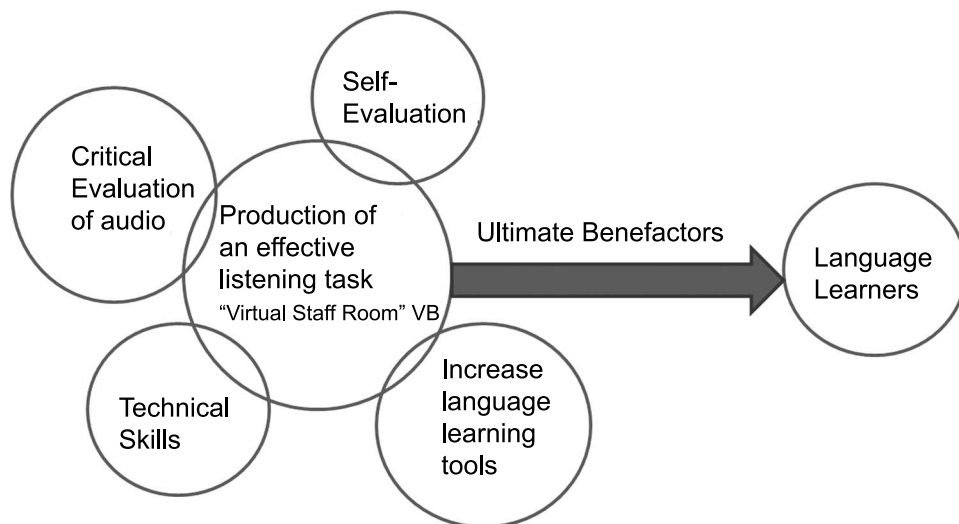 Self-
Evaluation
Critical
Evaluation
of audio
Production of
an effective
listening task
“Virtual Staff Room” VB
Ultimate Benefactors
Language
Learners
Technical
Skills
Increase
language
learning
tools